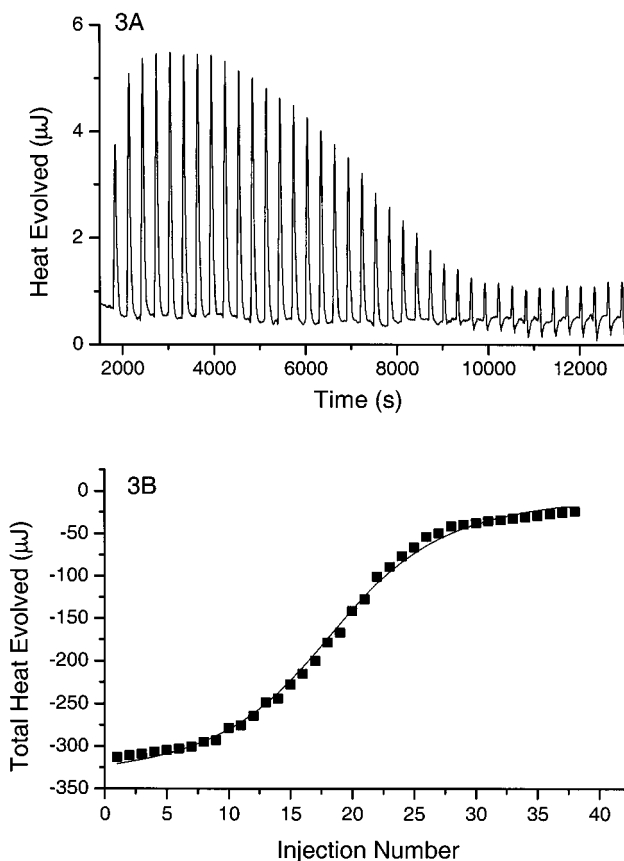 3A
Heat Evolved (μJ)
6
4
2
0
2000 4000 6000 8000 10000 12000
Time (s)
3B
Total Heat Evolved (μJ)
0
-50
-100
-150
-200
-250
-300
-350
0 5 10 15 20 25 30 35 40
Injection Number